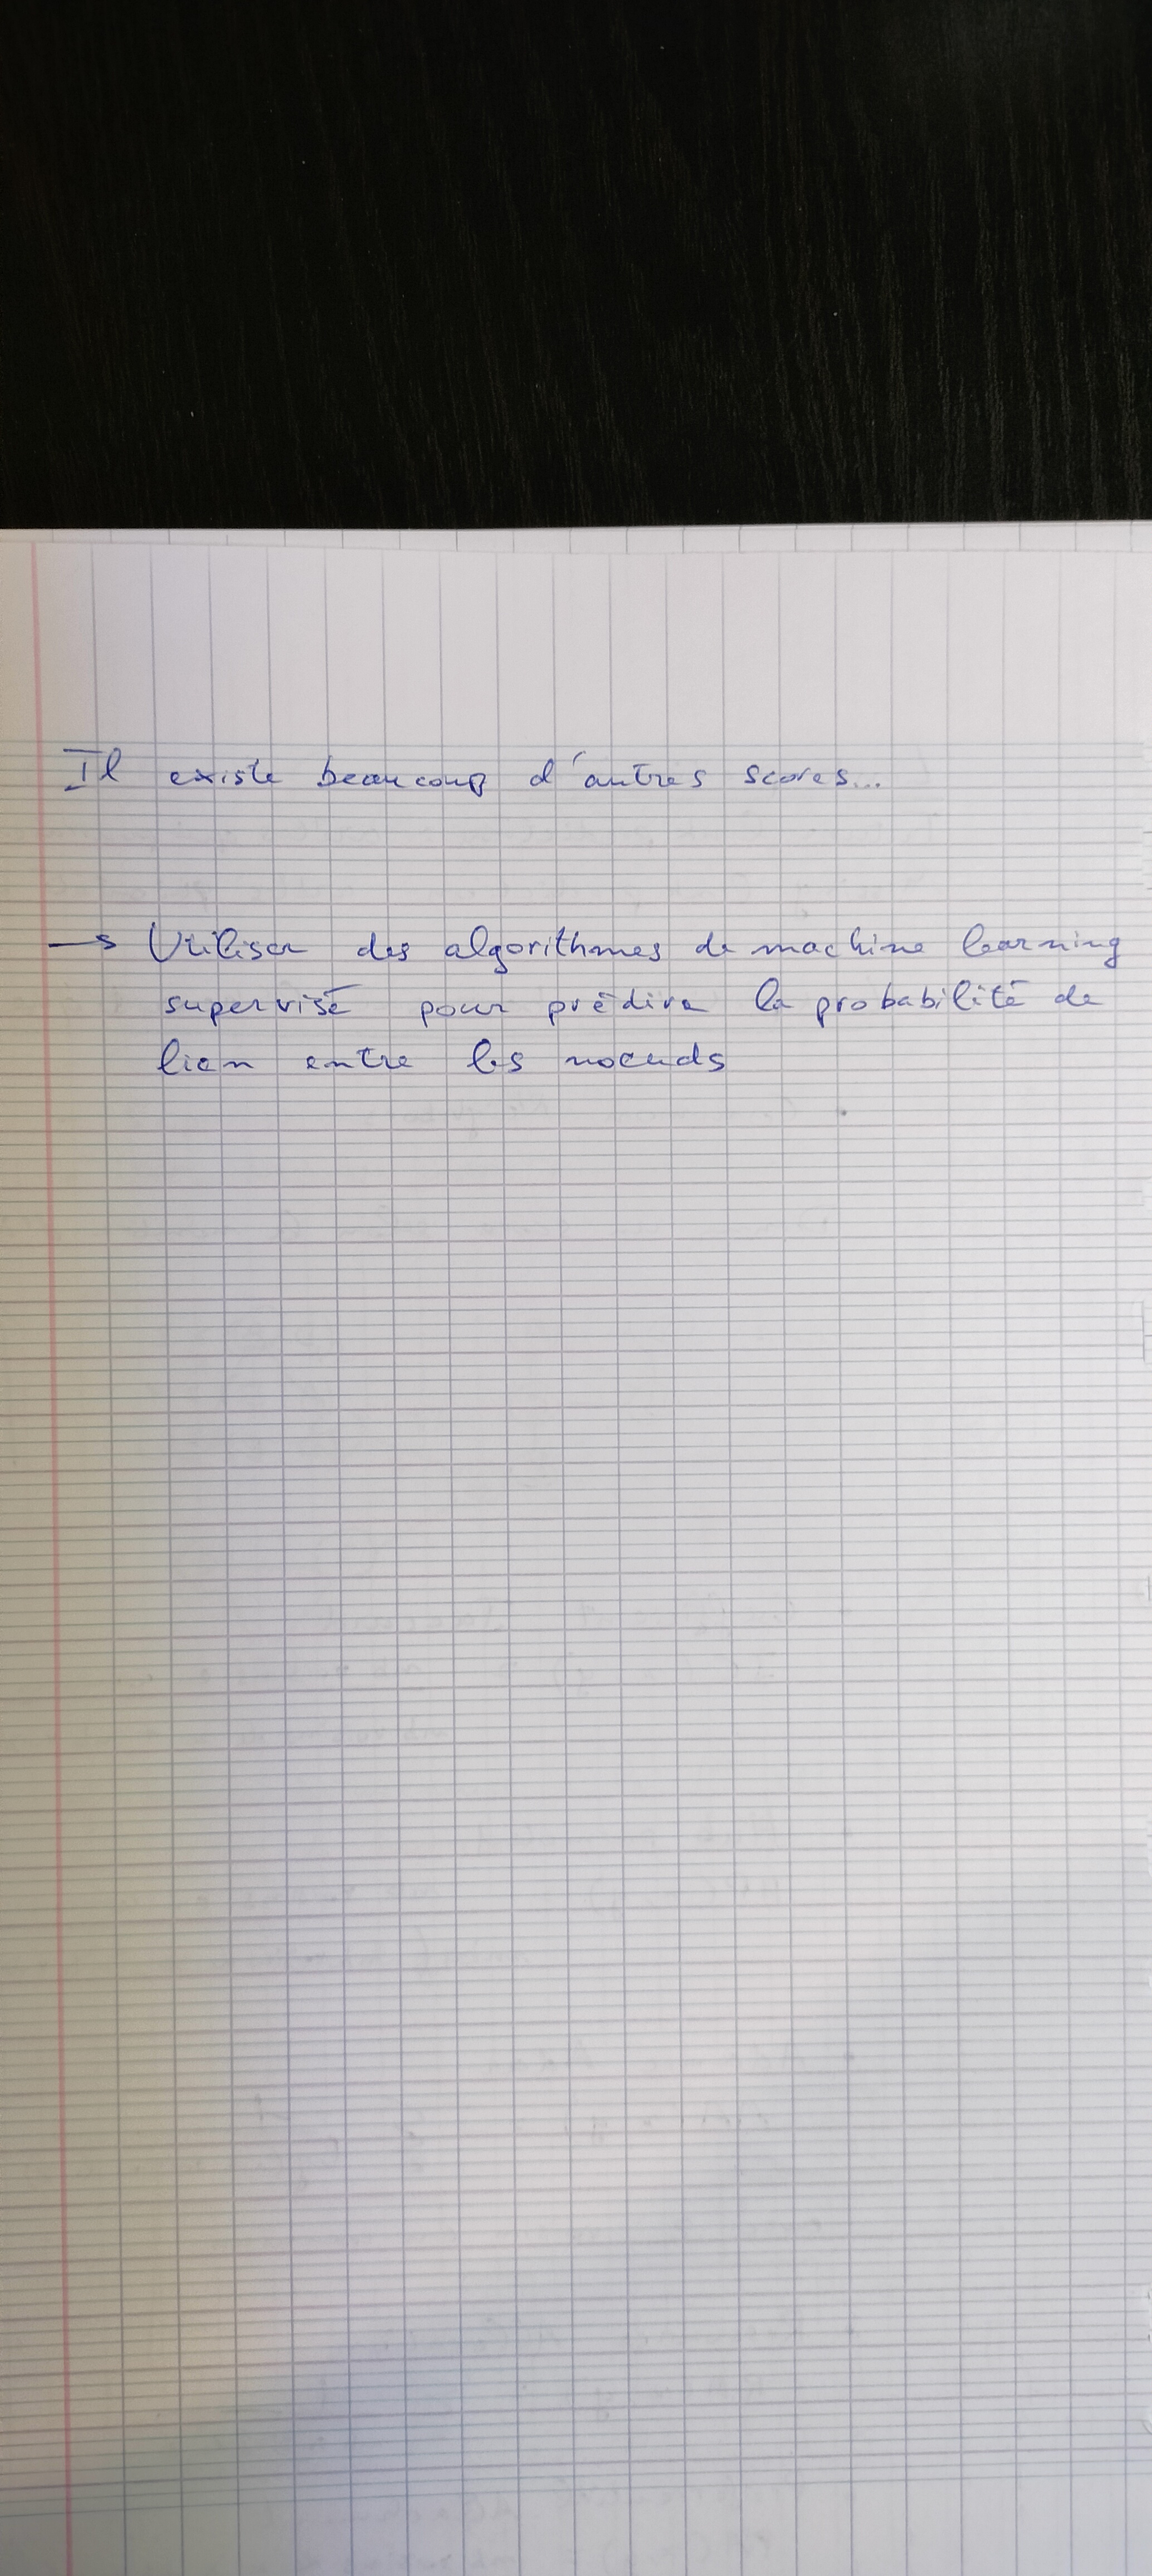 Il existe beaucoup d'autres scores...
→ Utiliser des algorithmes de machine learning
supervisé pour prédire la probabilité de
lien entre les noeuds